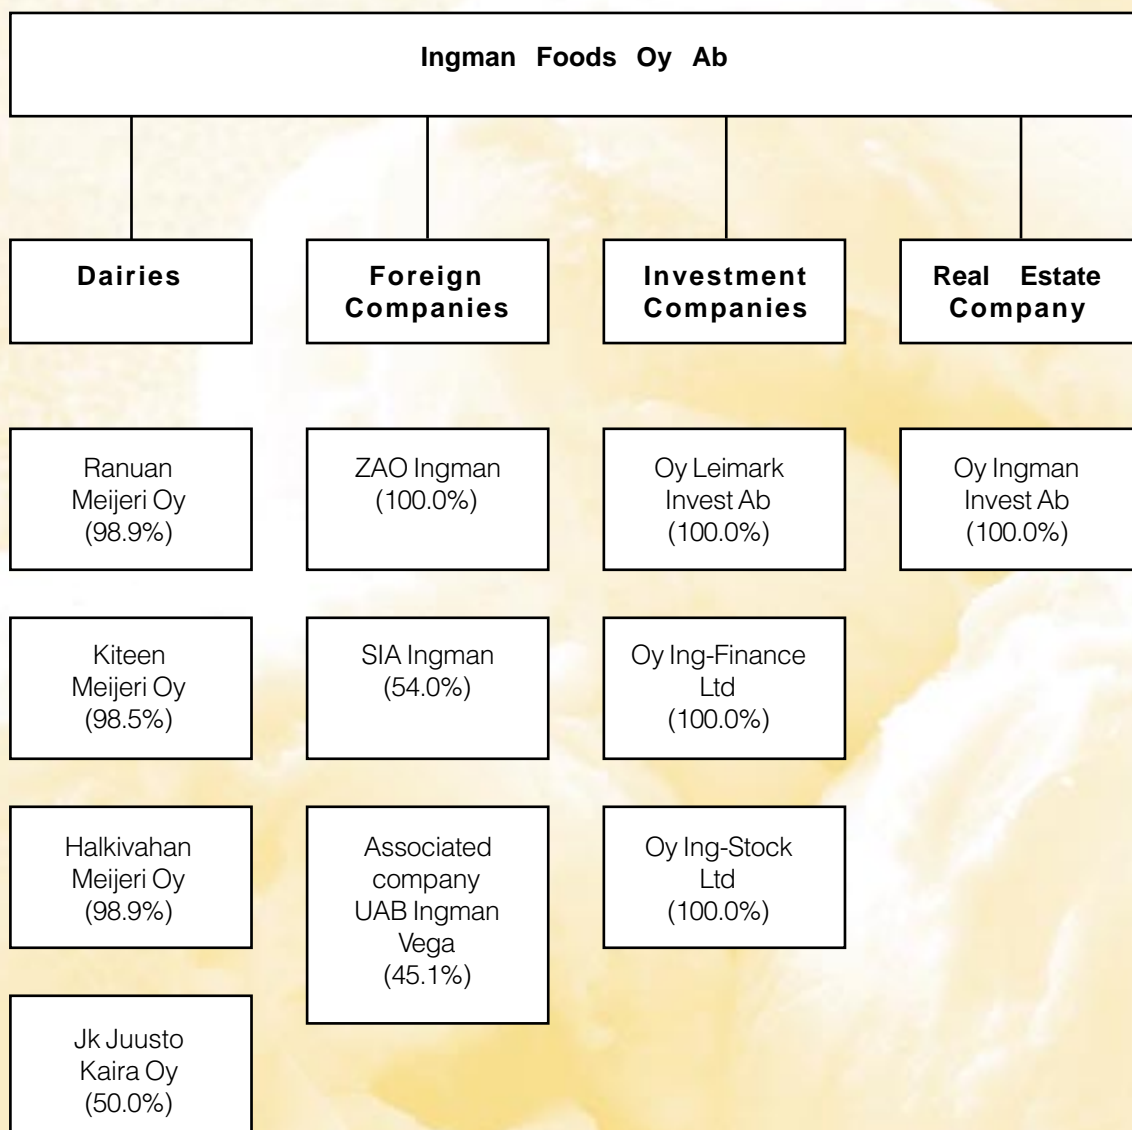 Ingman Foods Oy Ab
Dairies
Foreign
Companies
Investment
Companies
Real Estate
Company
Ranuan
Meijeri Oy
(98.9%)
ZAO Ingman
(100.0%)
Oy Leimark
Invest Ab
(100.0%)
Oy Ingman
Invest Ab
(100.0%)
Kiteen
Meijeri Oy
(98.5%)
SIA Ingman
(54.0%)
Oy Ing-Finance
Ltd
(100.0%)
Halkivahan
Meijeri Oy
(98.9%)
Associated
company
UAB Ingman
Vega
(45.1%)
Oy Ing-Stock
Ltd
(100.0%)
Jk Juusto
Kaira Oy
(50.0%)